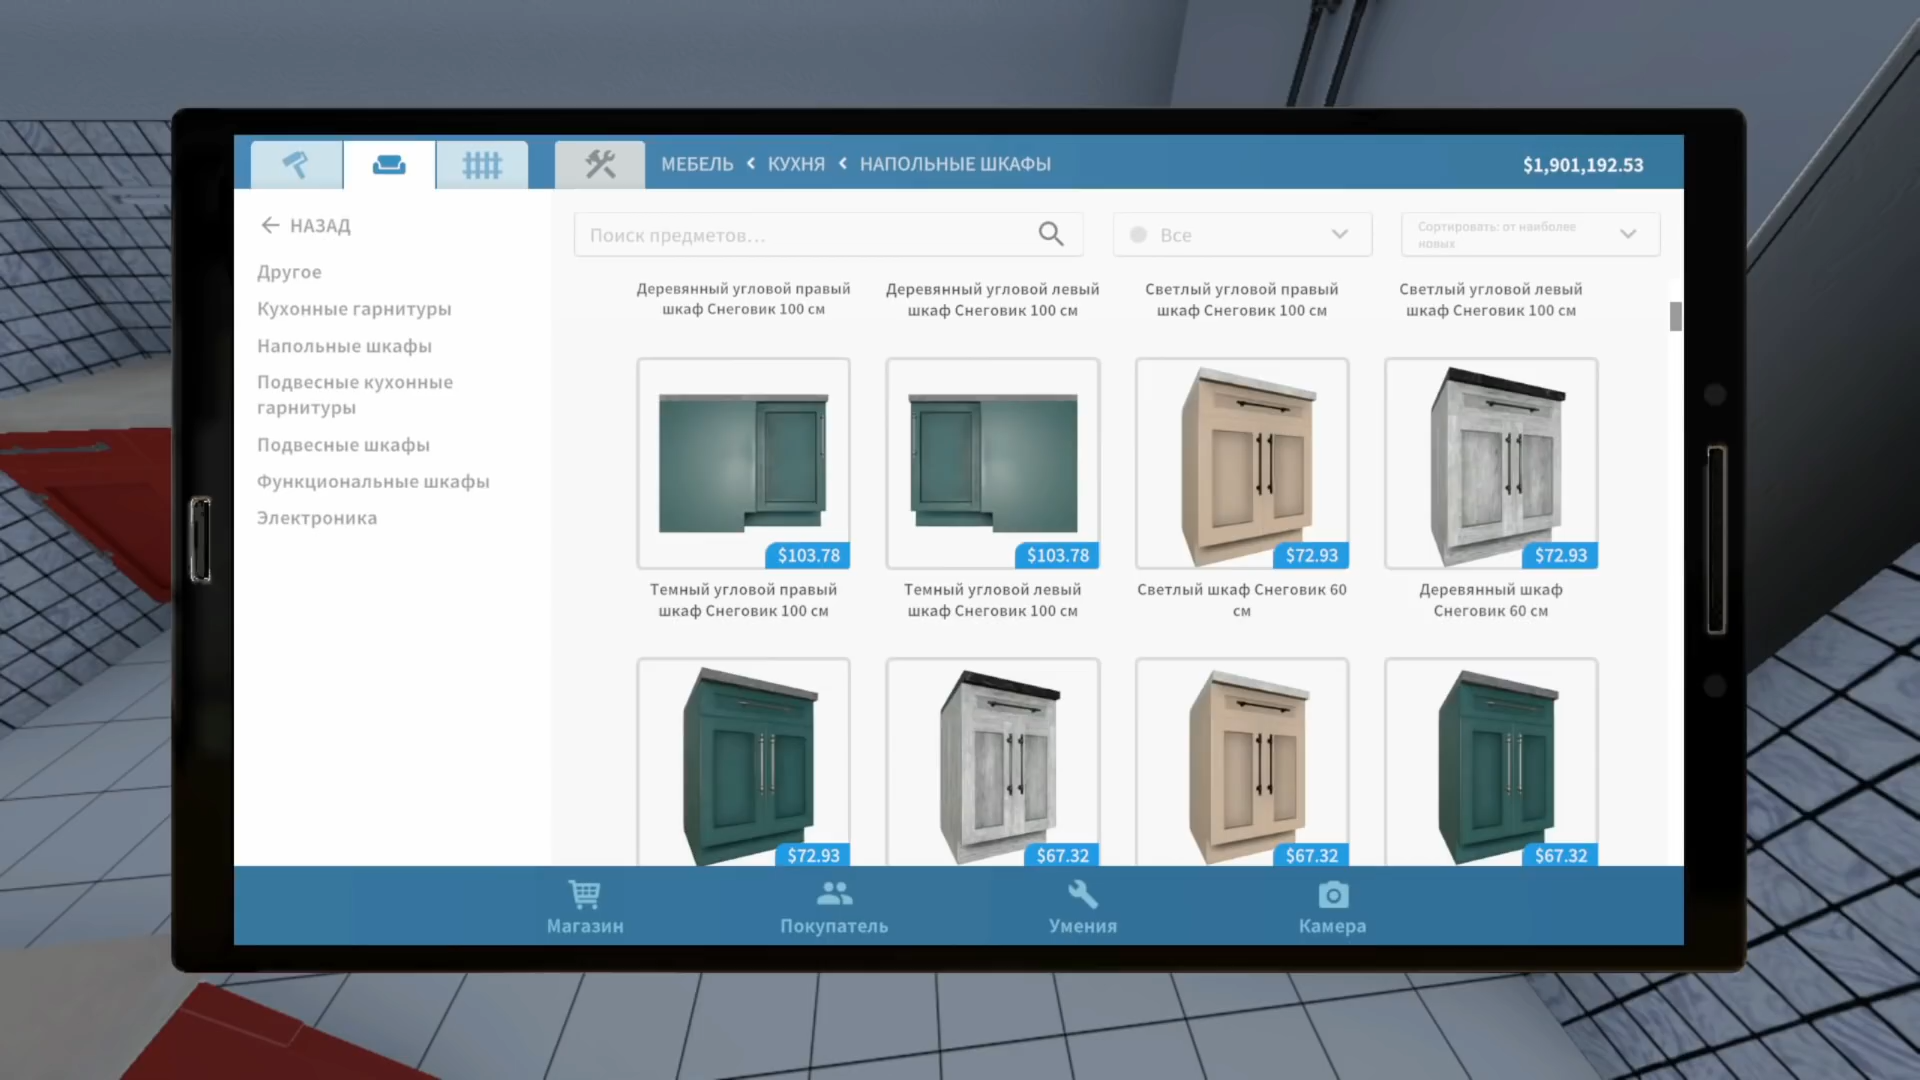 МЕБЕЛЬ < КУХНЯ < НАПОЛЬНЫЕ ШКАФЫ
$1,901,192.53
НАЗАД
Другое
Кухонные гарнитуры
Напольные шкафы
Подвесные кухонные
гарнитуры
Подвесные шкафы
Функциональные шкафы
Электроника
Поиск предметов...
Все
Сортировать: от наиболее
новых
Деревянный угловой правый
шкаф Снеговик 100 см
Деревянный угловой левый
шкаф Снеговик 100 см
Светлый угловой правый
шкаф Снеговик 100 см
Светлый угловой левый
шкаф Снеговик 100 см
$103.78
Темный угловой правый
шкаф Снеговик 100 см
$103.78
Темный угловой левый
шкаф Снеговик 100 см
$72.93
Светлый шкаф Снеговик 60
см
$72.93
Деревянный шкаф
Снеговик 60 см
$72.93
$67.32
$67.32
$67.32
Магазин
Покупатель
Умения
Камера